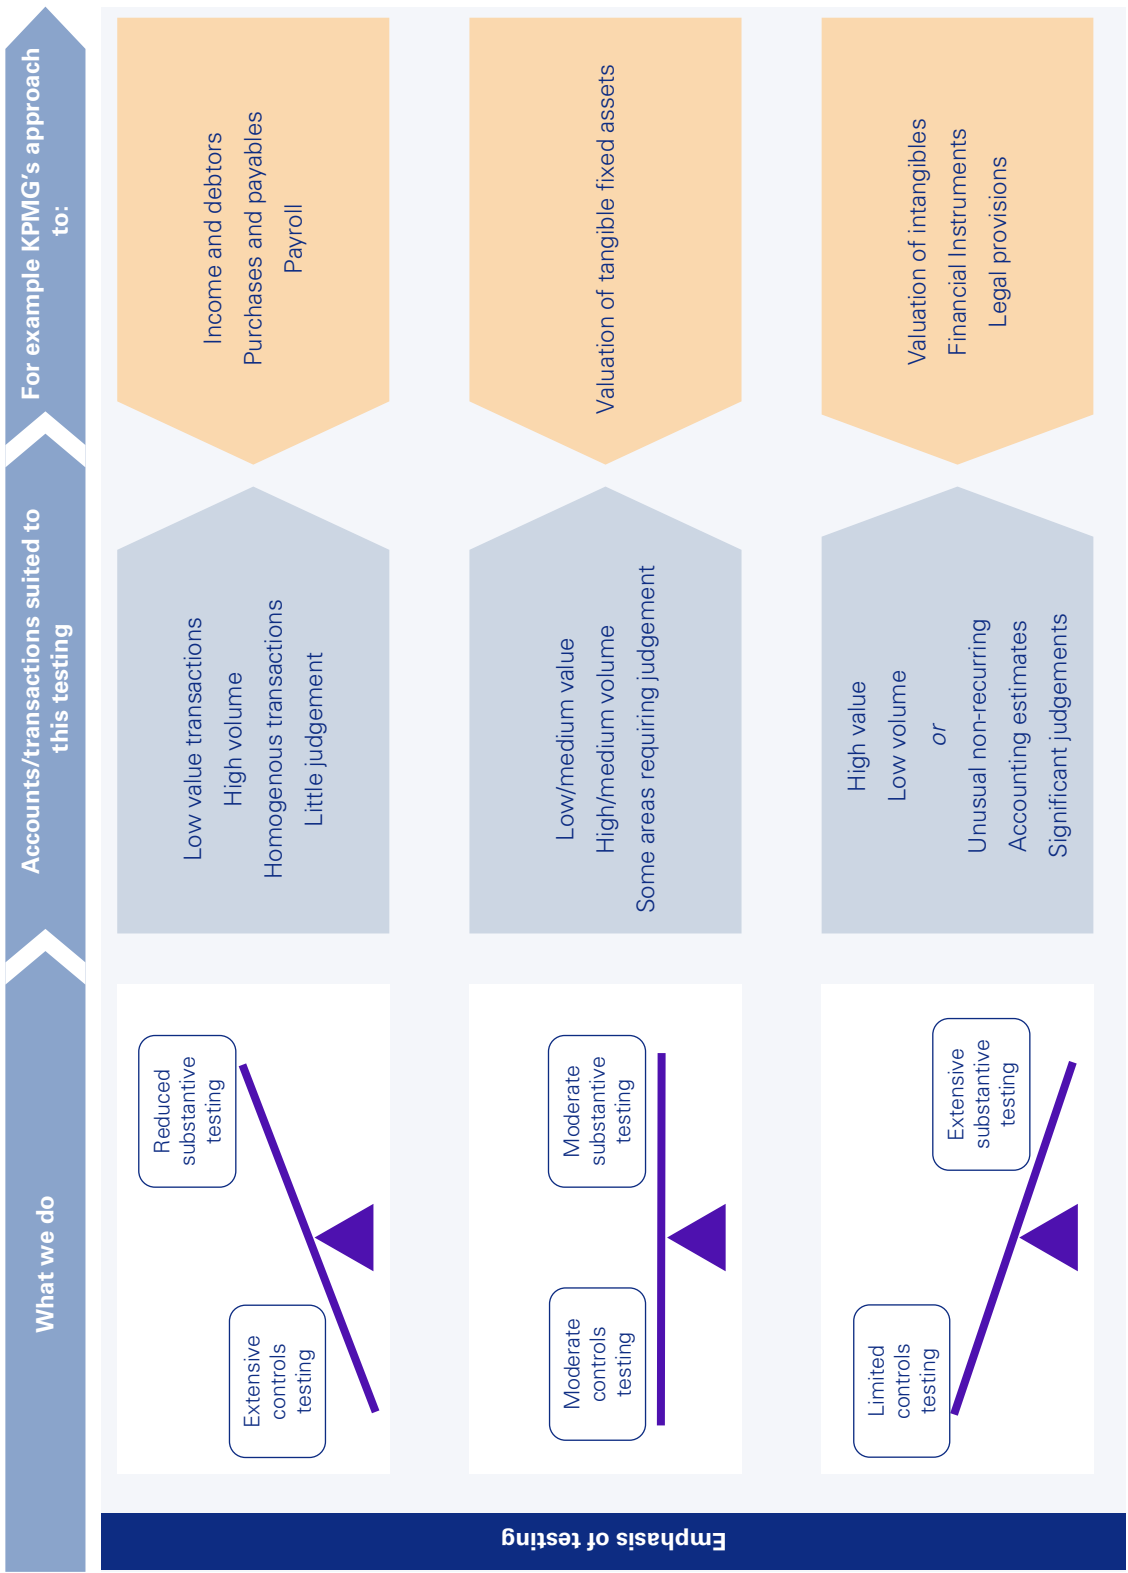 What we do
Accounts/transactions suited to
this testing
For example KPMG's approach
to:
Emphasis of testing
Extensive
controls
testing
Reduced
substantive
testing
Low value transactions
High volume
Homogenous transactions
Little judgement
Income and debtors
Purchases and payables
Payroll
Moderate
controls
testing
Moderate
substantive
testing
Low/medium value
High/medium volume
Some areas requiring judgement
Valuation of tangible fixed assets
Limited
controls
testing
Extensive
substantive
testing
High value
Low volume
or
Unusual non-recurring
Accounting estimates
Significant judgements
Valuation of intangibles
Financial Instruments
Legal provisions